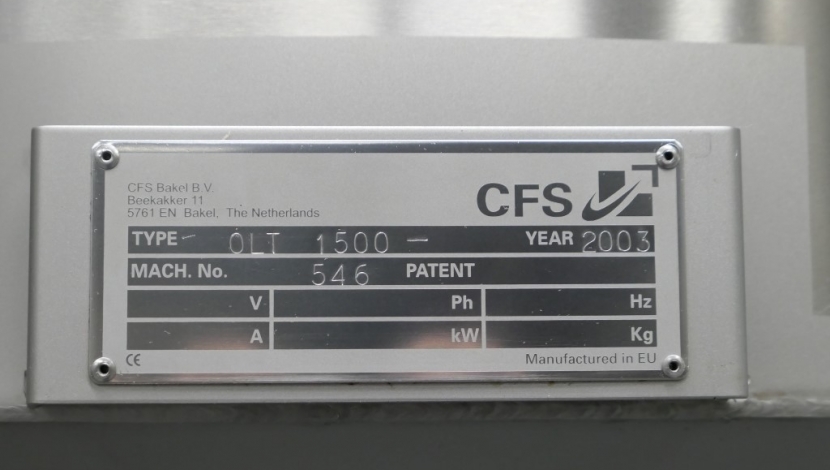 CFS Bakel B.V.
Beekakker 11
5761 EN Bakel, The Netherlands
CFS
TYPE - OLT 1500 - YEAR 2003
MACH. No. 546 PATENT
V Ph Hz
A kW Kg
CE Manufactured in EU